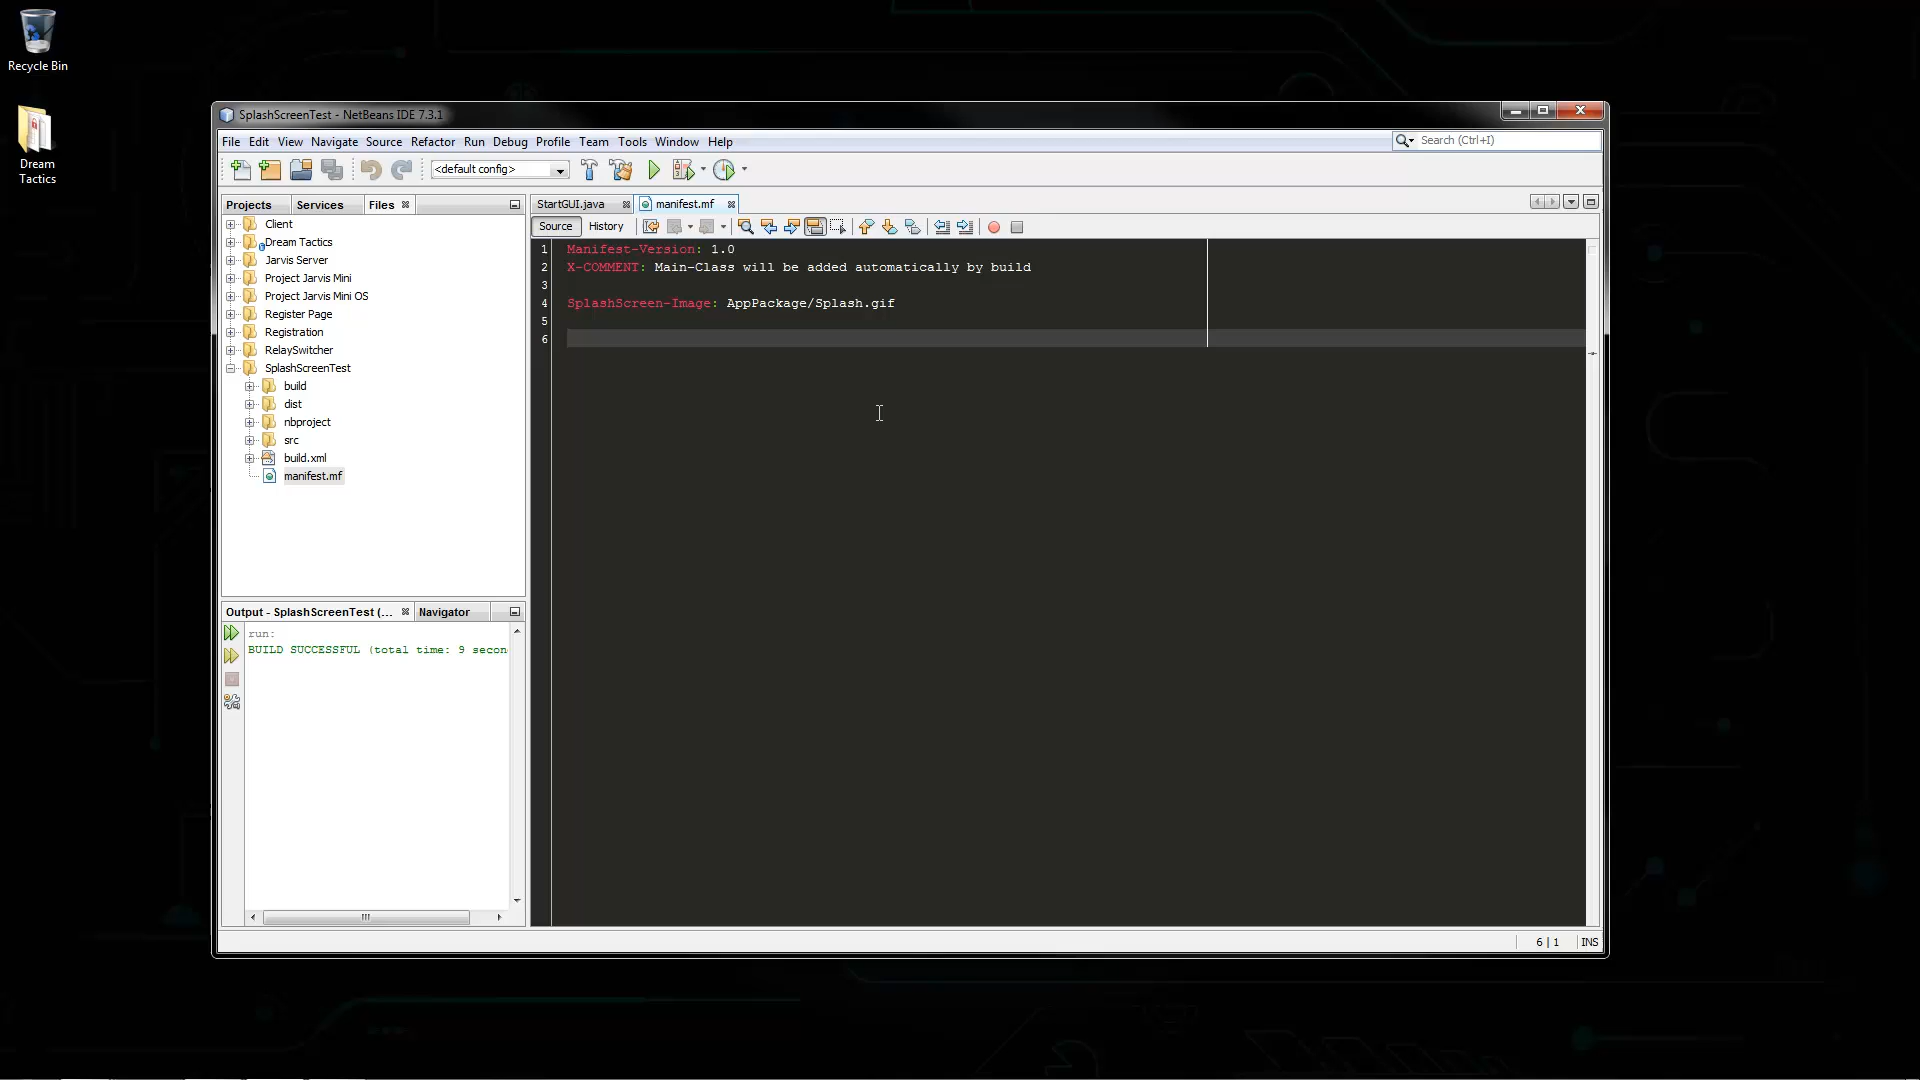 Recycle Bin
Dream
Tactics
SplashScreenTest - NetBeans IDE 7.3.1
File Edit View Navigate Source Refactor Run Debug Profile Team Tools Window Help
Search (Ctrl+I)
<default config>
Projects Services Files
StartGUI.java manifest.mf
Source History
Client
Dream Tactics
Jarvis Server
Project Jarvis Mini
Project Jarvis Mini OS
Register Page
Registration
RelaySwitcher
SplashScreenTest
build
dist
nbproject
src
build.xml
manifest.mf
1 Manifest-Version: 1.0
2 X-COMMENT: Main-Class will be added automatically by build
3
4 SplashScreen-Image: AppPackage/Splash.gif
5
6
Output - SplashScreenTest (... Navigator
run:
BUILD SUCCESSFUL (total time: 9 secon
6 | 1 INS